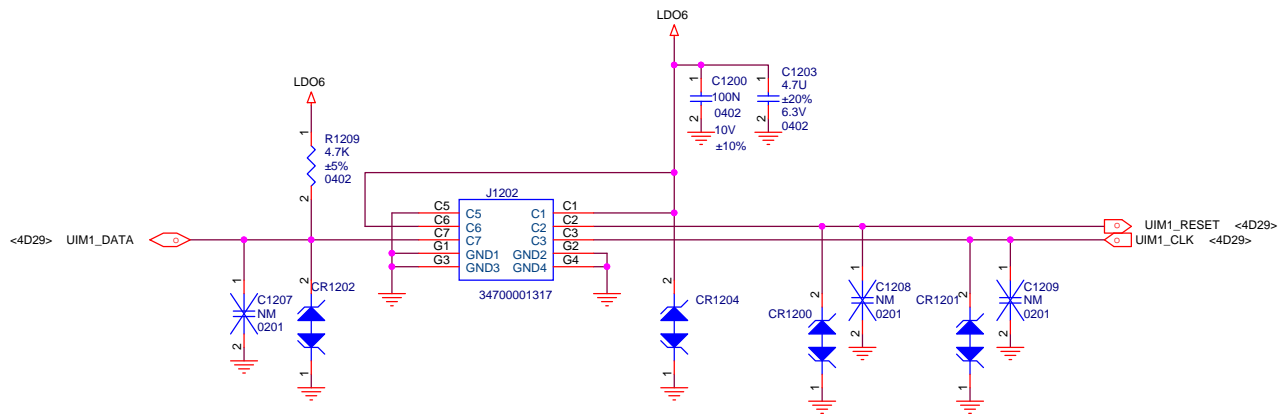 LDO6
1
C1200
100N
0402
10V
±10%
2
1
C1203
4.7U
±20%
6.3V
0402
2
LDO6
1
R1209
4.7K
±5%
0402
2
J1202
C5 C5 C1 C1
C6 C6 C2 C2
C7 C7 C3 C3
G1 GND1 GND2 G2
G3 GND3 GND4 G4
34700001317
<4D29> UIM1_DATA
UIM1_RESET <4D29>
UIM1_CLK <4D29>
1
C1207
NM
0201
2
2
CR1202
1
2
CR1204
1
2
CR1200
1
1
C1208
NM
0201
2
2
CR1201
1
1
C1209
NM
0201
2